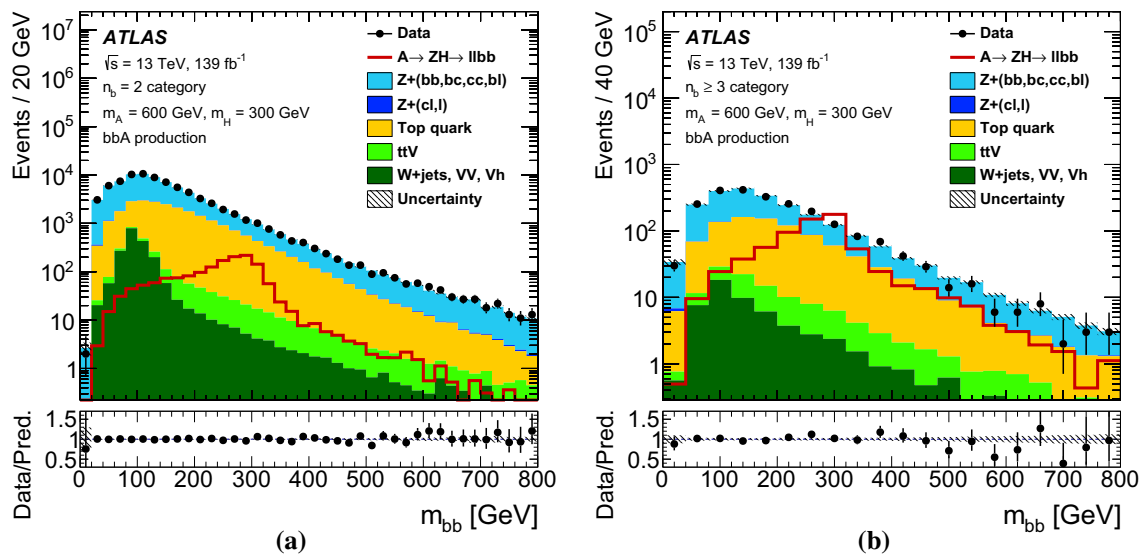 ATLAS
√s = 13 TeV, 139 fb⁻¹
n_b = 2 category
m_A = 600 GeV, m_H = 300 GeV
bbA production
Data
A→ ZH→ llbb
Z+(bb,bc,cc,bl)
Z+(cl,l)
Top quark
ttV
W+jets, VV, Vh
Uncertainty
Events / 20 GeV
10⁷
10⁶
10⁵
10⁴
10³
10²
10
1
Data/Pred.
1.5
1
0.5
0 100 200 300 400 500 600 700 800
m_bb [GeV]
(a)
ATLAS
√s = 13 TeV, 139 fb⁻¹
n_b ≥ 3 category
m_A = 600 GeV, m_H = 300 GeV
bbA production
Data
A→ ZH→ llbb
Z+(bb,bc,cc,bl)
Z+(cl,l)
Top quark
ttV
W+jets, VV, Vh
Uncertainty
Events / 40 GeV
10⁵
10⁴
10³
10²
10
1
Data/Pred.
1.5
1
0.5
0 100 200 300 400 500 600 700 800
m_bb [GeV]
(b)